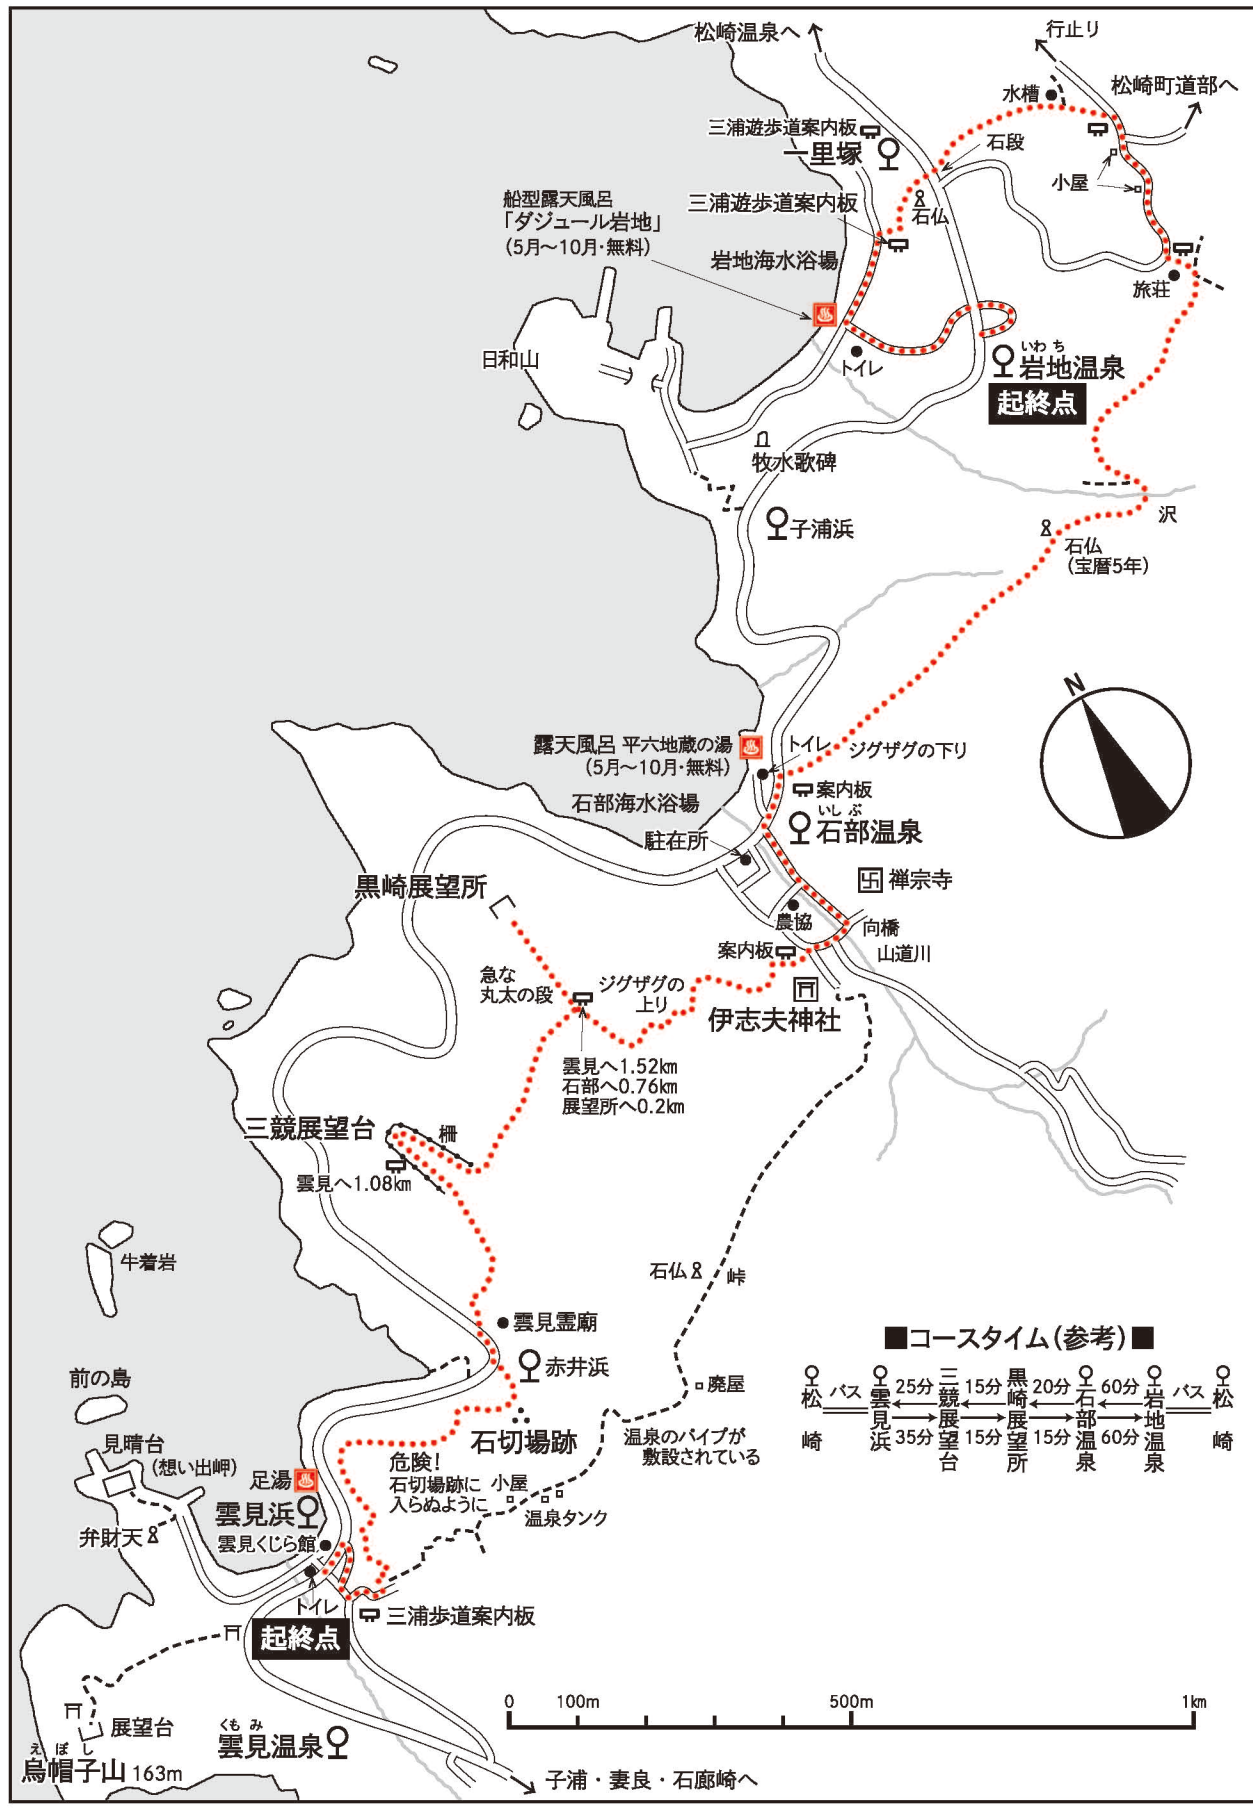 松崎温泉へ
行止り
水槽
松崎町道部へ
三浦遊歩道案内板
一里塚
石段
小屋
船型露天風呂
「ダジュール岩地」
(5月〜10月・無料)
三浦遊歩道案内板
石仏
岩地海水浴場
旅荘
日和山
トイレ
いわ ち
岩地温泉
起終点
牧水歌碑
子浦浜
沢
石仏
(宝暦5年)
N
露天風呂 平六地蔵の湯
(5月〜10月・無料)
トイレ
ジグザグの下り
案内板
石部海水浴場
いし ぶ
石部温泉
駐在所
黒崎展望所
禅宗寺
農協
向橋
案内板
山道川
急な
丸太の段
ジグザグの
上り
伊志夫神社
雲見へ1.52km
石部へ0.76km
展望所へ0.2km
三競展望台
柵
雲見へ1.08km
牛着岩
石仏
峠
雲見霊廟
■コースタイム(参考)■
赤井浜
前の島
廃屋
松崎
バス
雲見浜
25分
35分
三競展望台
15分
15分
黒崎展望所
20分
15分
石部温泉
60分
60分
岩地温泉
バス
松崎
石切場跡
温泉のパイプが
敷設されている
見晴台
(想い出岬)
足湯
危険!
石切場跡に
入らぬように
小屋
温泉タンク
雲見浜
弁財天
雲見くじら館
トイレ
三浦歩道案内板
起終点
0 100m 500m 1km
展望台
くも み
雲見温泉
え ぼ し
烏帽子山 163m
子浦・妻良・石廊崎へ